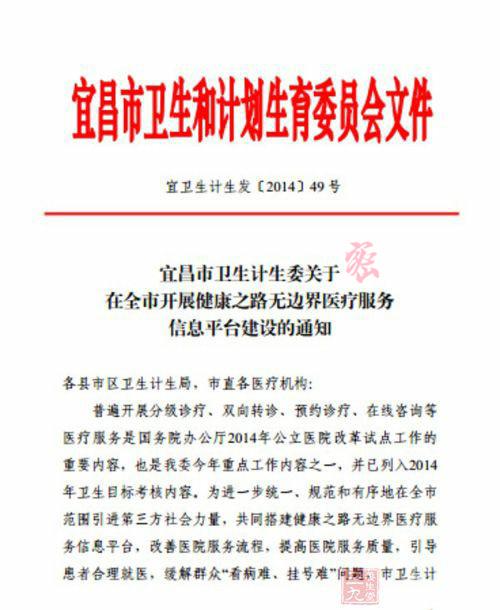 宜昌市卫生和计划生育委员会文件
宜卫生计生发〔2014〕49号
宜昌市卫生计生委关于
在全市开展健康之路无边界医疗服务
信息平台建设的通知
各县市区卫生计生局，市直各医疗机构：
普遍开展分级诊疗、双向转诊、预约诊疗、在线咨询等
医疗服务是国务院办公厅2014年公立医院改革试点工作的
重要内容，也是我委今年重点工作内容之一，并已列入2014
年卫生目标考核内容。为进一步统一、规范和有序地在全市
范围引进第三方社会力量，共同搭建健康之路无边界医疗服
务信息平台，改善医院服务流程，提高医院服务质量，引导
患者合理就医，缓解群众“看病难、挂号难”问题，市卫生计